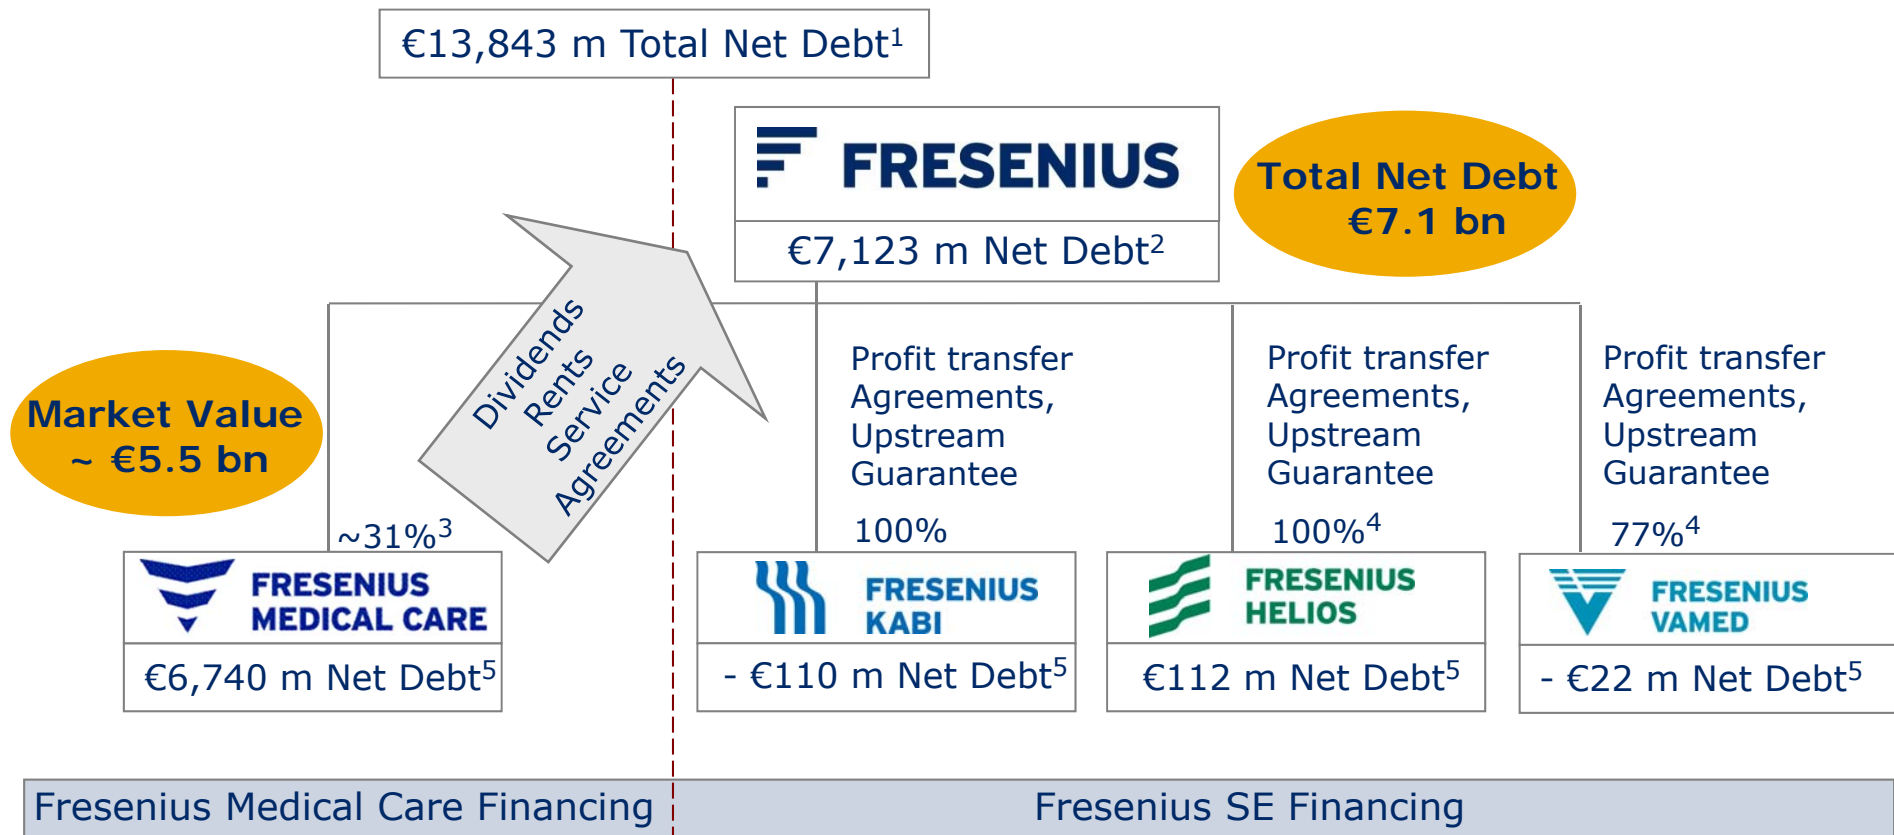 €13,843 m Total Net Debt¹
FRESENIUS
€7,123 m Net Debt²
Total Net Debt
€7.1 bn
Dividends
Rents
Service
Agreements
Market Value
~ €5.5 bn
~31%³
FRESENIUS
MEDICAL CARE
€6,740 m Net Debt⁵
Profit transfer
Agreements,
Upstream
Guarantee
100%
FRESENIUS
KABI
- €110 m Net Debt⁵
Profit transfer
Agreements,
Upstream
Guarantee
100%⁴
FRESENIUS
HELIOS
€112 m Net Debt⁵
Profit transfer
Agreements,
Upstream
Guarantee
77%⁴
FRESENIUS
VAMED
- €22 m Net Debt⁵
Fresenius Medical Care Financing
Fresenius SE Financing